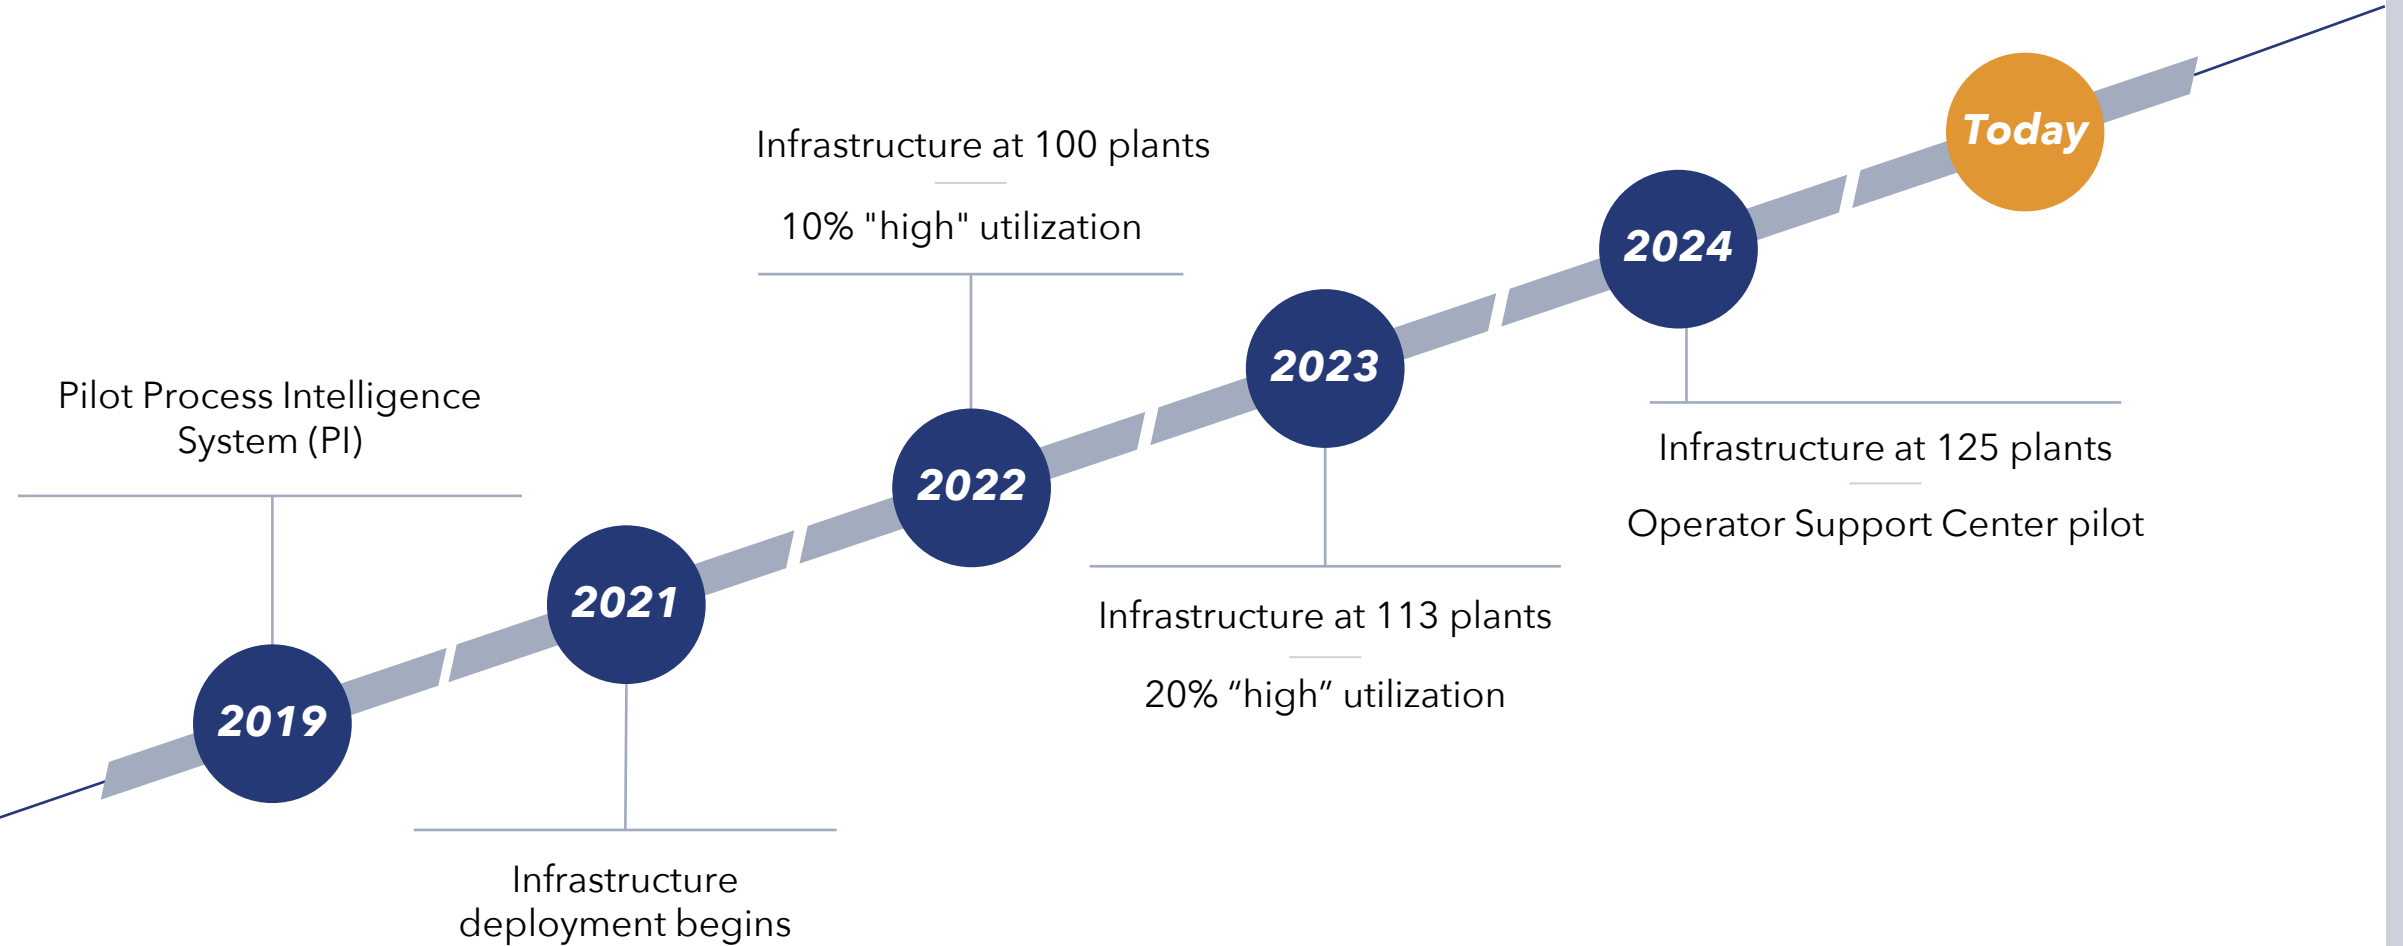 Pilot Process Intelligence
System (PI)
2019
2021
Infrastructure
deployment begins
Infrastructure at 100 plants
10% "high" utilization
2022
2023
Infrastructure at 113 plants
20% “high” utilization
2024
Infrastructure at 125 plants
Operator Support Center pilot
Today